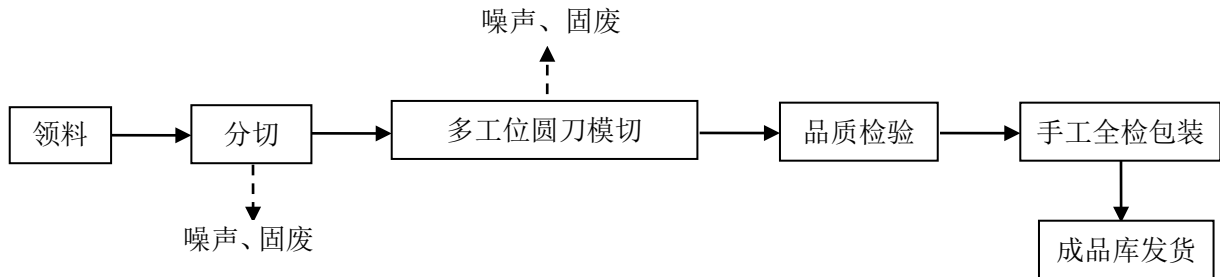 噪声、固废
领料
分切
多工位圆刀模切
品质检验
手工全检包装
噪声、固废
成品库发货